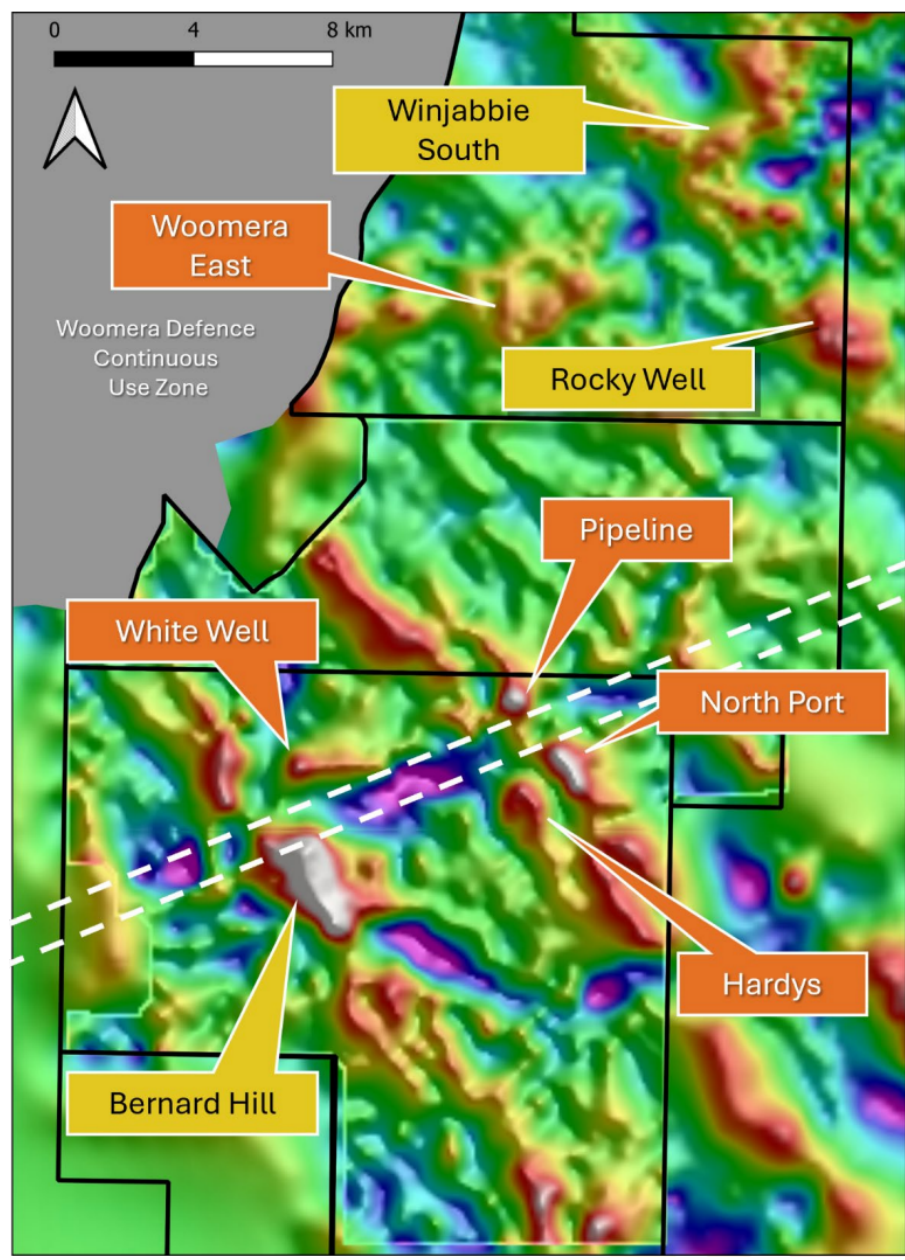 0 4 8 km
Winjabbie
South
Woomera
East
Woomera Defence
Continuous
Use Zone
Rocky Well
Pipeline
White Well
North Port
Hardys
Bernard Hill